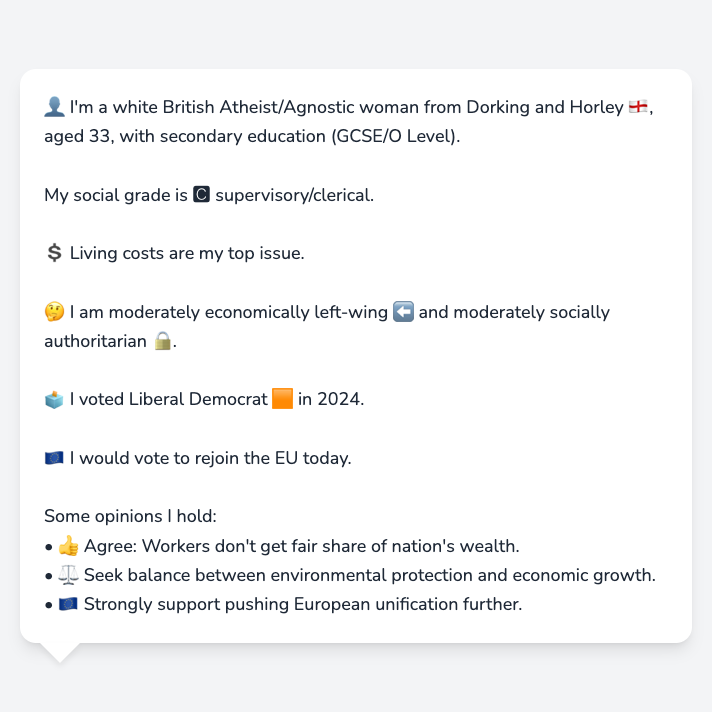 👤 I'm a white British Atheist/Agnostic woman from Dorking and Horley 🏴󠁧󠁢󠁥󠁮󠁧󠁿,
aged 33, with secondary education (GCSE/O Level).
My social grade is 🅲 supervisory/clerical.
💲 Living costs are my top issue.
🤔 I am moderately economically left-wing ⬅️ and moderately socially
authoritarian 🔒.
🗳️ I voted Liberal Democrat 🟧 in 2024.
🇪🇺 I would vote to rejoin the EU today.
Some opinions I hold:
• 👍 Agree: Workers don't get fair share of nation's wealth.
• ⚖️ Seek balance between environmental protection and economic growth.
• 🇪🇺 Strongly support pushing European unification further.